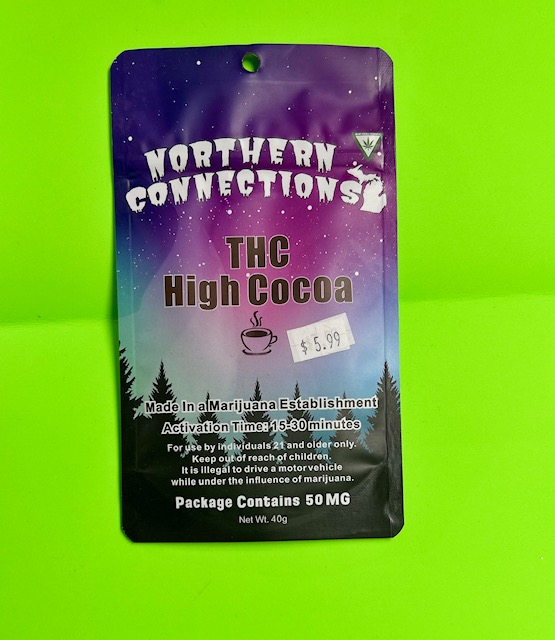 NORTHERN
CONNECTIONS
THC
High Cocoa
$ 5.99
Made In a Marijuana Establishment
Activation Time: 15-30 minutes
For use by individuals 21 and older only.
Keep out of reach of children.
It is illegal to drive a motor vehicle
while under the influence of marijuana.
Package Contains 50MG
Net Wt. 40g